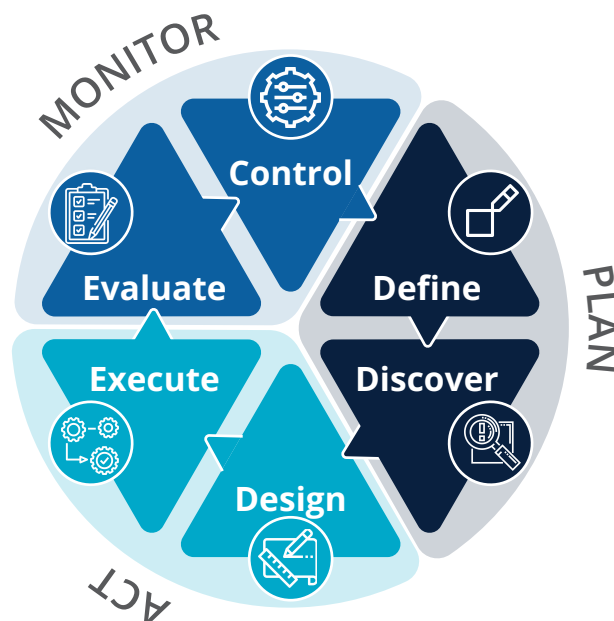 MONITOR
Control
Evaluate
Define
PLAN
Execute
Discover
Design
ACT